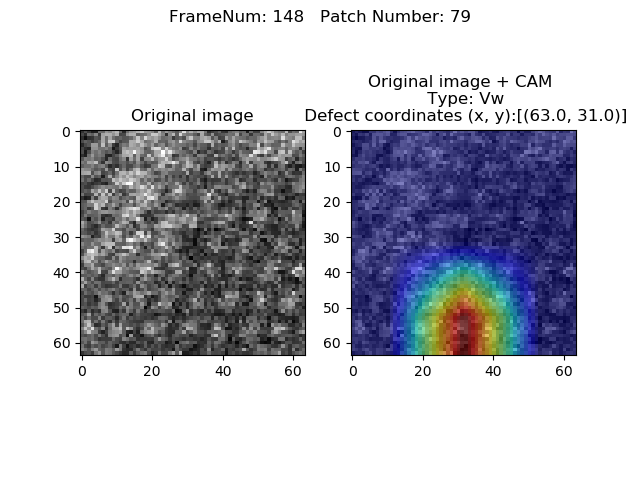 FrameNum: 148   Patch Number: 79
Original image
0
10
20
30
40
50
60
0 20 40 60
Original image + CAM
Type: Vw
Defect coordinates (x, y):[(63.0, 31.0)]
0
10
20
30
40
50
60
0 20 40 60